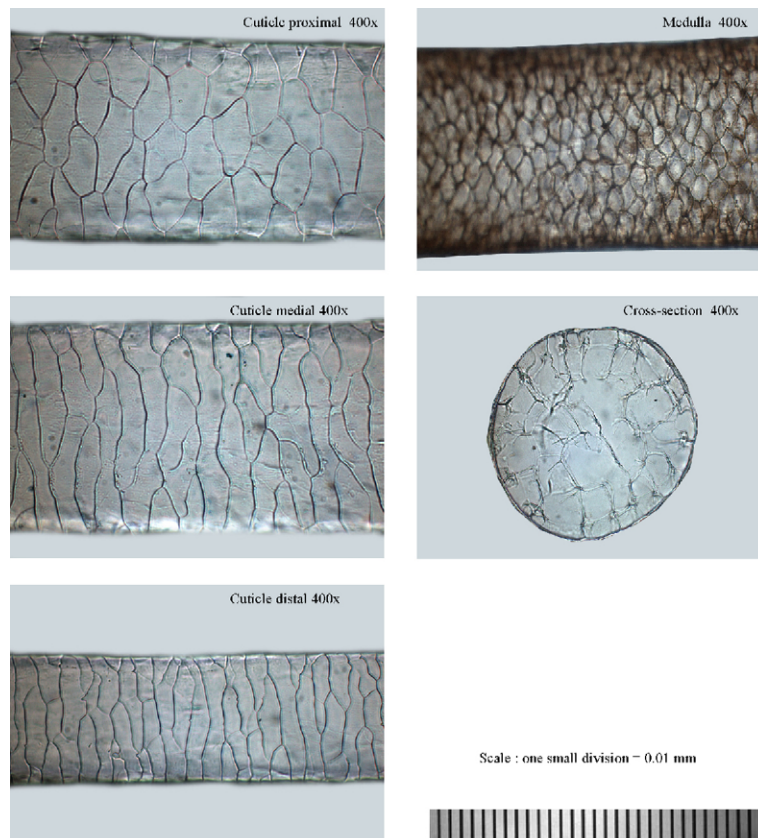 Cuticle proximal 400x
Medulla 400x
Cuticle medial 400x
Cross-section 400x
Cuticle distal 400x
Scale : one small division = 0.01 mm